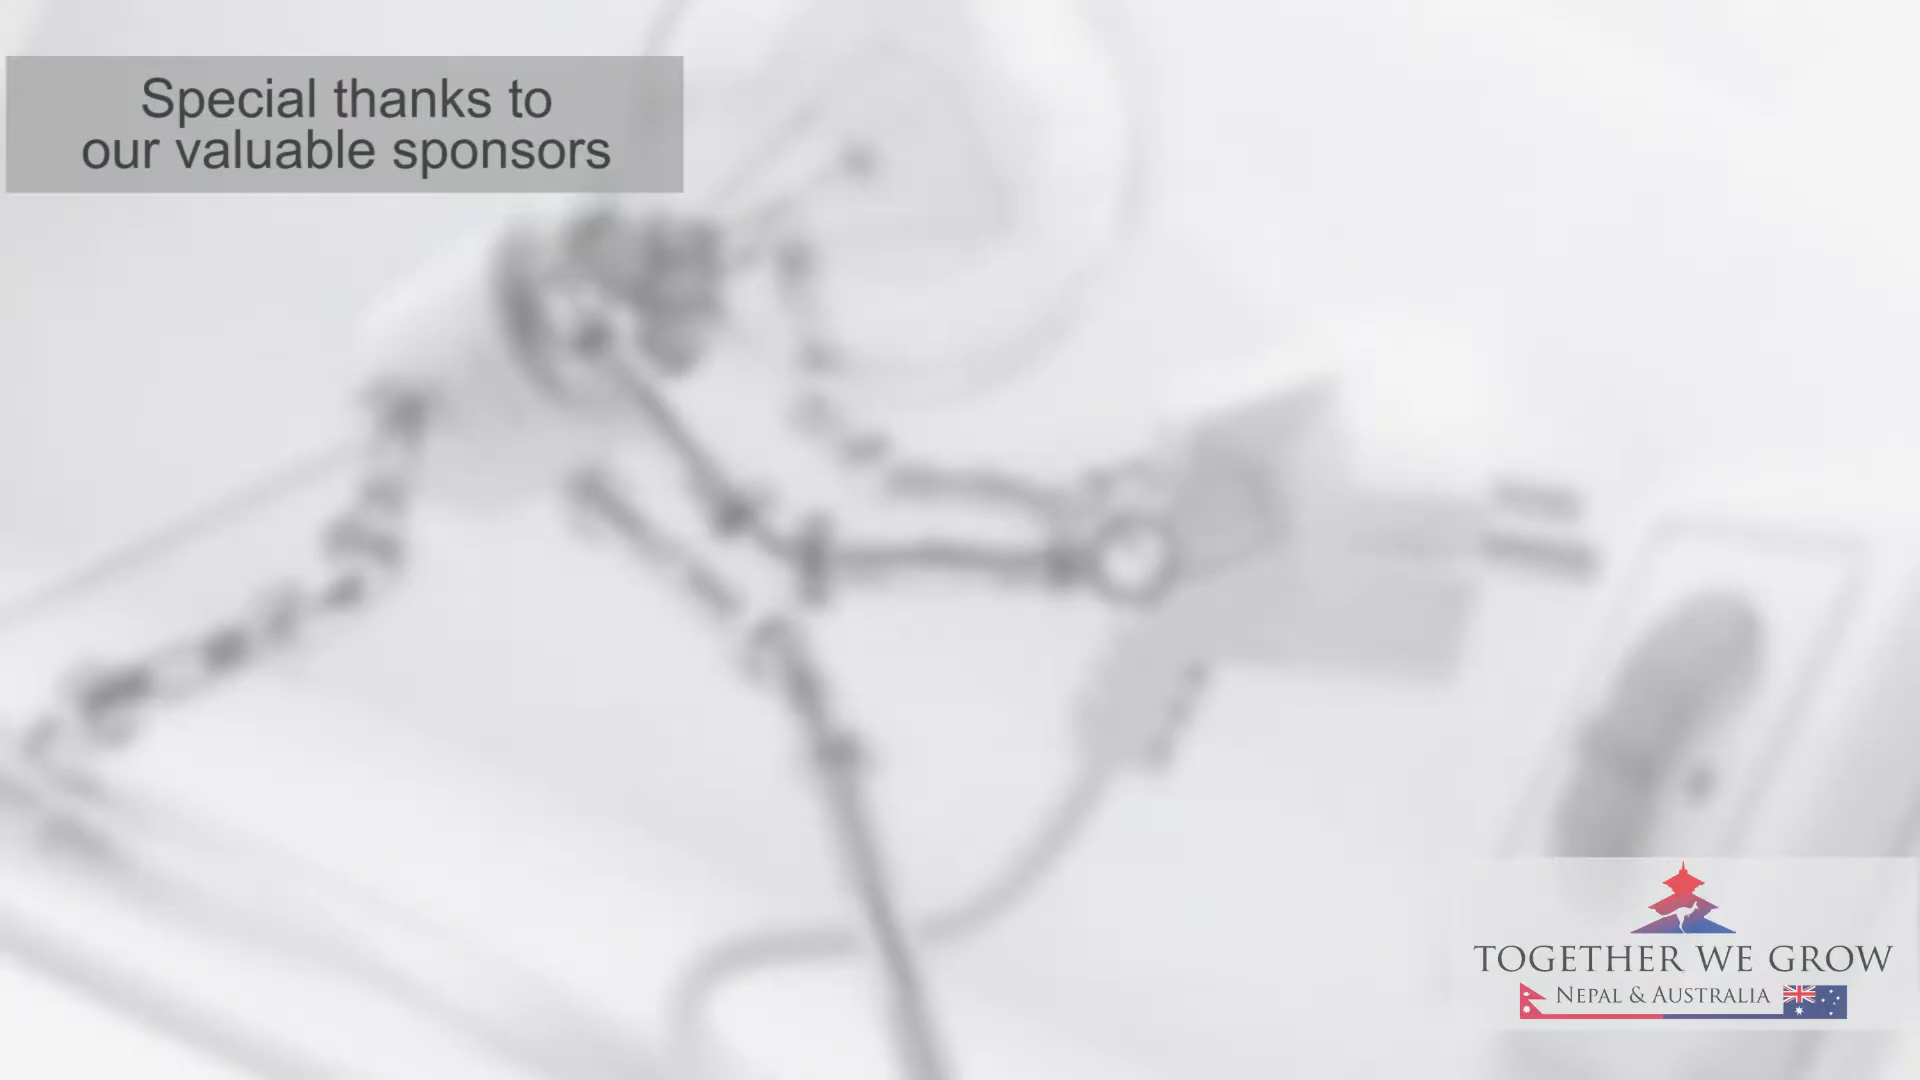 Special thanks to
our valuable sponsors
TOGETHER WE GROW
NEPAL & AUSTRALIA